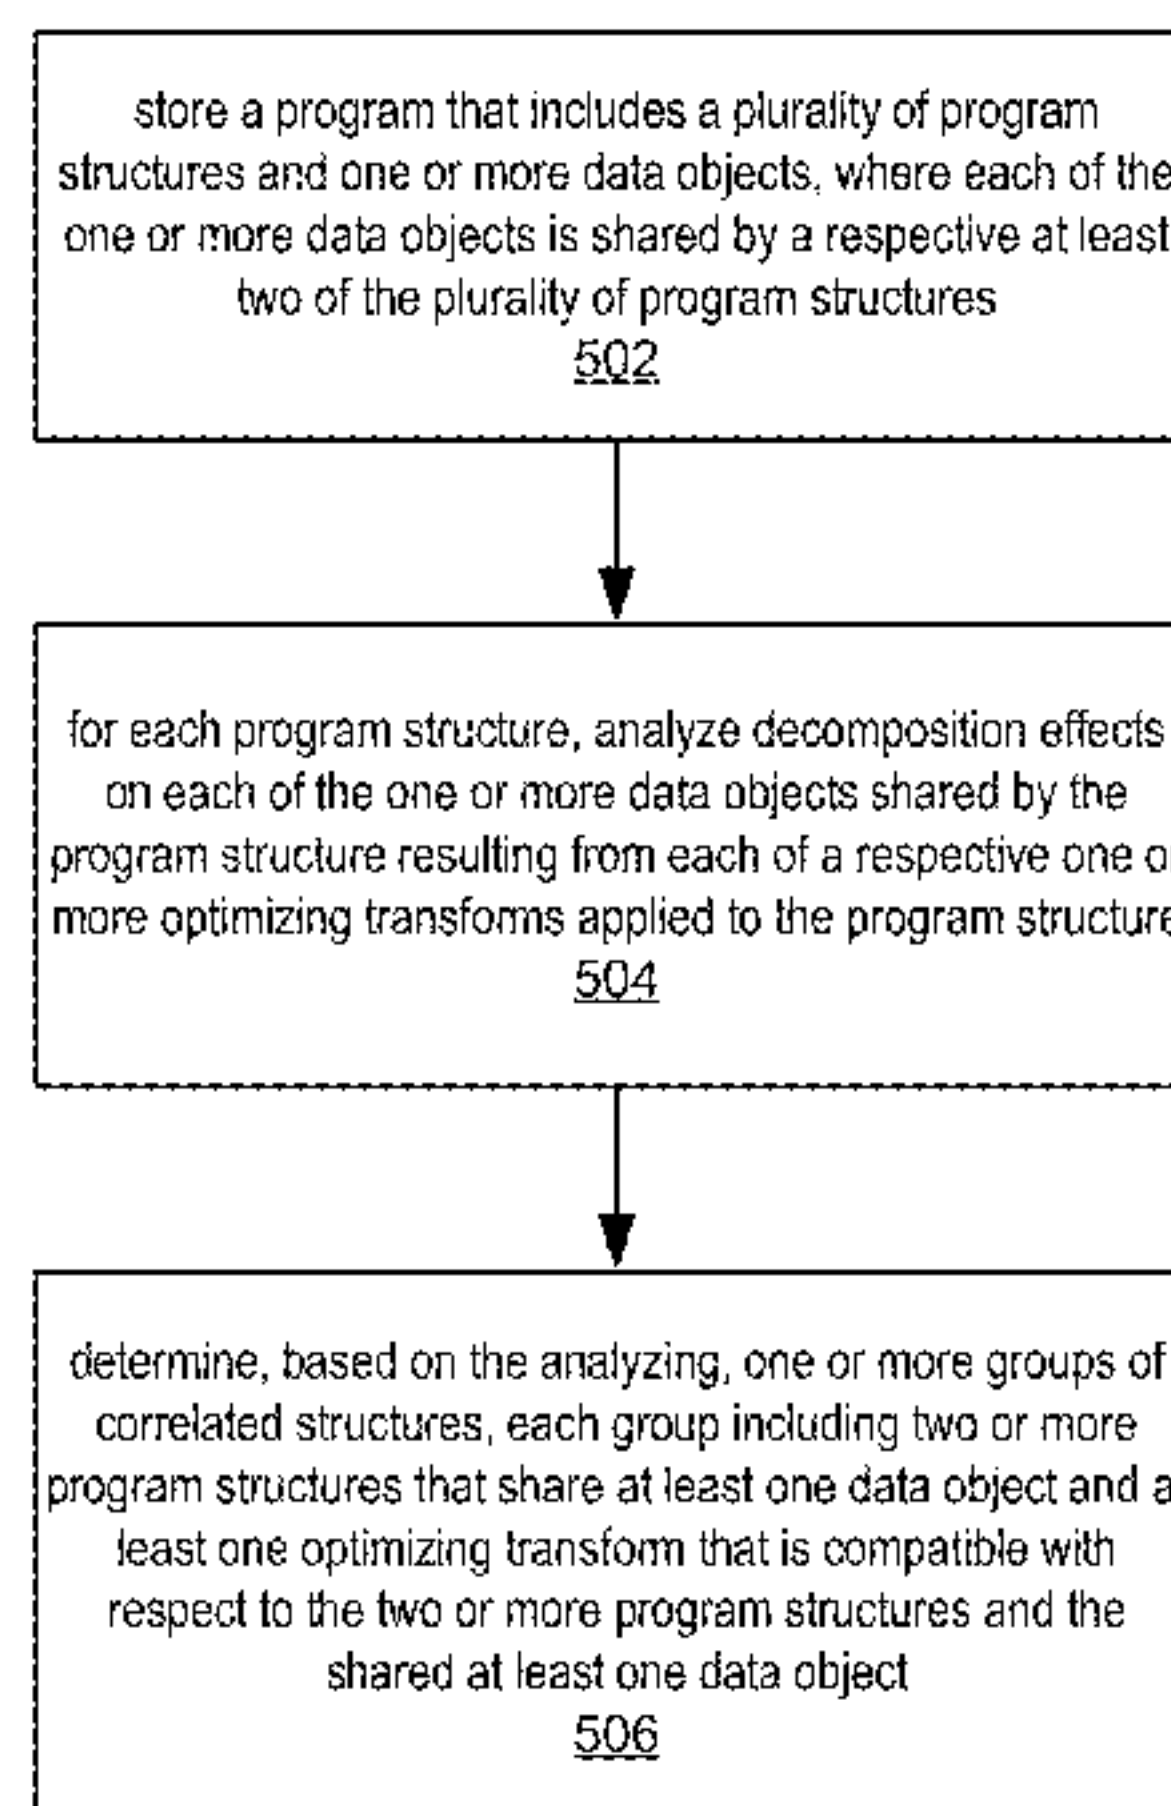 store a program that includes a plurality of program
structures and one or more data objects, where each of the
one or more data objects is shared by a respective at least
two of the plurality of program structures
502
for each program structure, analyze decomposition effects
on each of the one or more data objects shared by the
program structure resulting from each of a respective one o
more optimizing transforms applied to the program structure
504
determine, based on the analyzing, one or more groups of
correlated structures, each group including two or more
program structures that share at least one data object and a
least one optimizing transform that is compatible with
respect to the two or more program structures and the
shared at least one data object
506